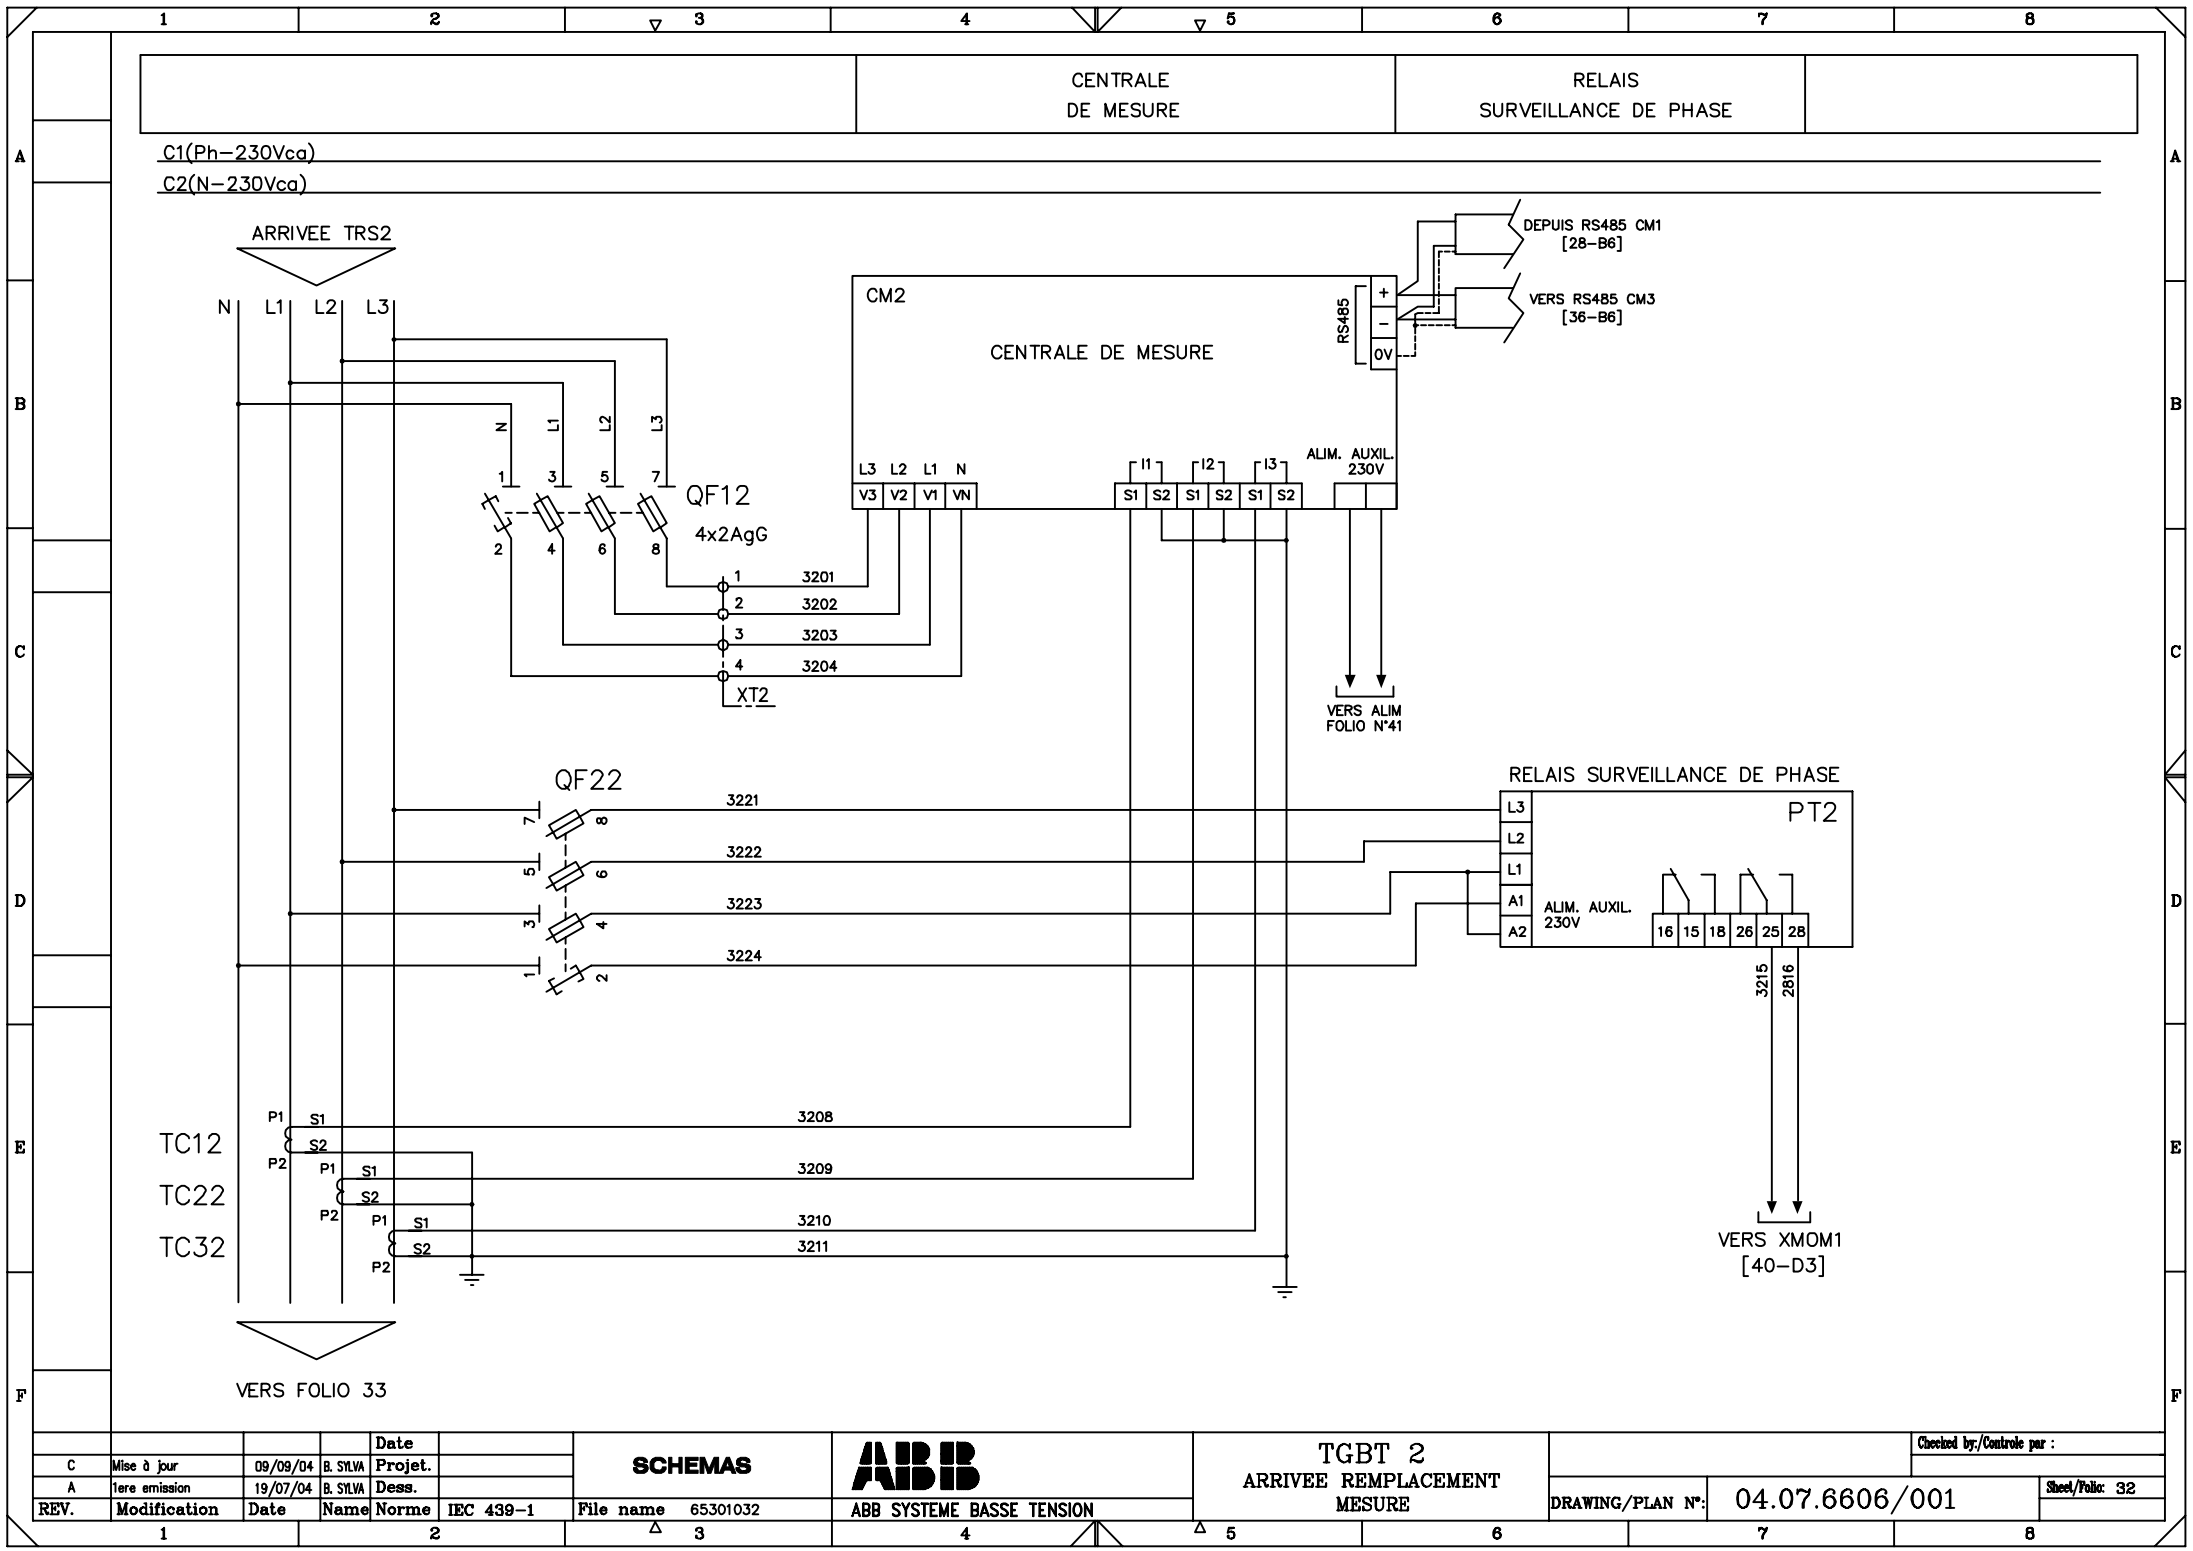 1 2 3 4 5 6 7 8
CENTRALE
DE MESURE
RELAIS
SURVEILLANCE DE PHASE
A A
C1(Ph-230Vca)
C2(N-230Vca)
ARRIVEE TRS2
DEPUIS RS485 CM1
[28-B6]
VERS RS485 CM3
[36-B6]
N L1 L2 L3
CM2
RS485
+
-
0V
CENTRALE DE MESURE
B B
N L1 L2 L3
ALIM. AUXIL.
230V
L3 L2 L1 N
I1 I2 I3
V3 V2 V1 VN
S1 S2 S1 S2 S1 S2
1 3 5 7
QF12
4x2AgG
2 4 6 8
1 3201
2 3202
3 3203
4 3204
XT2
C C
VERS ALIM
FOLIO N°41
QF22
RELAIS SURVEILLANCE DE PHASE
PT2
7 8 3221 L3
5 6 3222 L2
3 4 3223 L1
1 2 3224 A1
A2
ALIM. AUXIL.
230V
16 15 18 26 25 28
D D
3215 2816
TC12
P1 S1 3208
P2 S2
TC22
P1 S1 3209
P2 S2
TC32
P1 S1 3210
P2 S2 3211
E E
VERS XMOM1
[40-D3]
VERS FOLIO 33
F F
Date
C Mise à jour 09/09/04 B. SYLVA Projet.
A 1ere emission 19/07/04 B. SYLVA Dess.
REV. Modification Date Name Norme IEC 439-1
SCHEMAS
File name 65301032
ABB
ABB SYSTEME BASSE TENSION
TGBT 2
ARRIVEE REMPLACEMENT
MESURE
Checked by:/Controle par :
DRAWING/PLAN N°: 04.07.6606/001
Sheet/Folio: 32
1 2 3 4 5 6 7 8